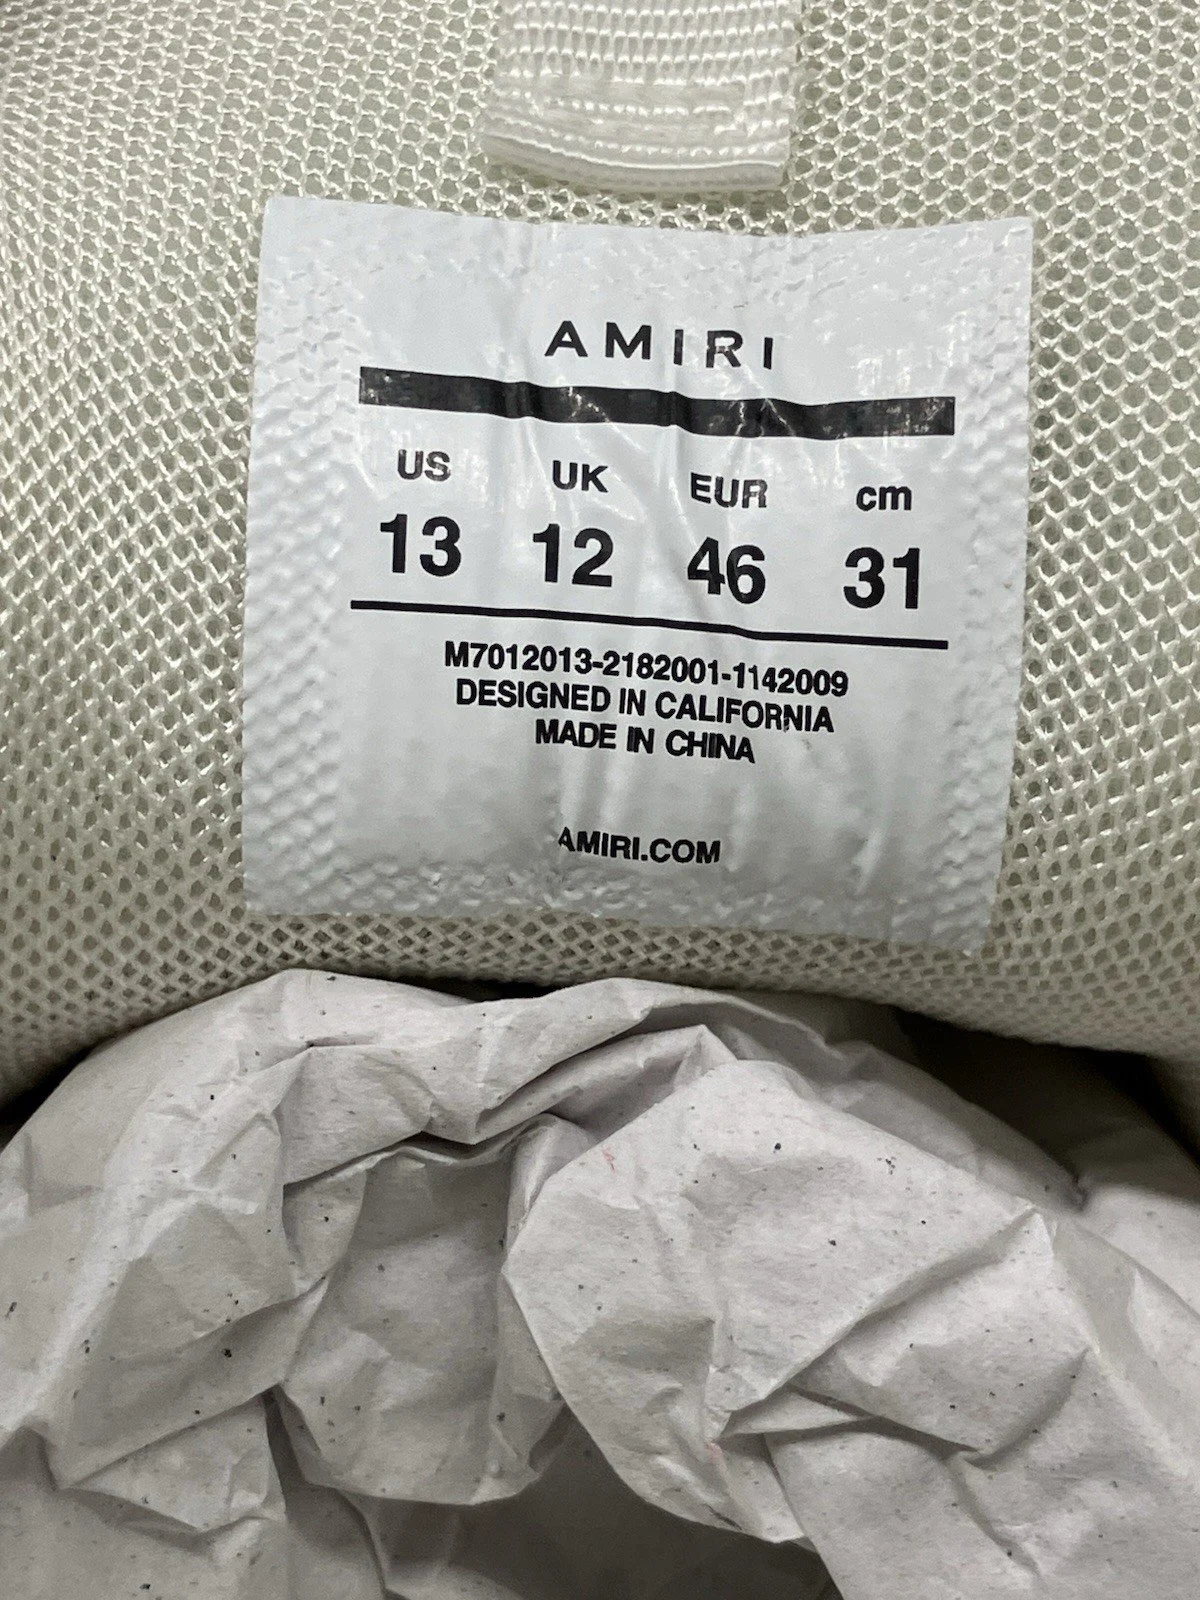 AMIRI
US UK EUR cm
13 12 46 31
M7012013-2182001-1142009
DESIGNED IN CALIFORNIA
MADE IN CHINA
AMIRI.COM